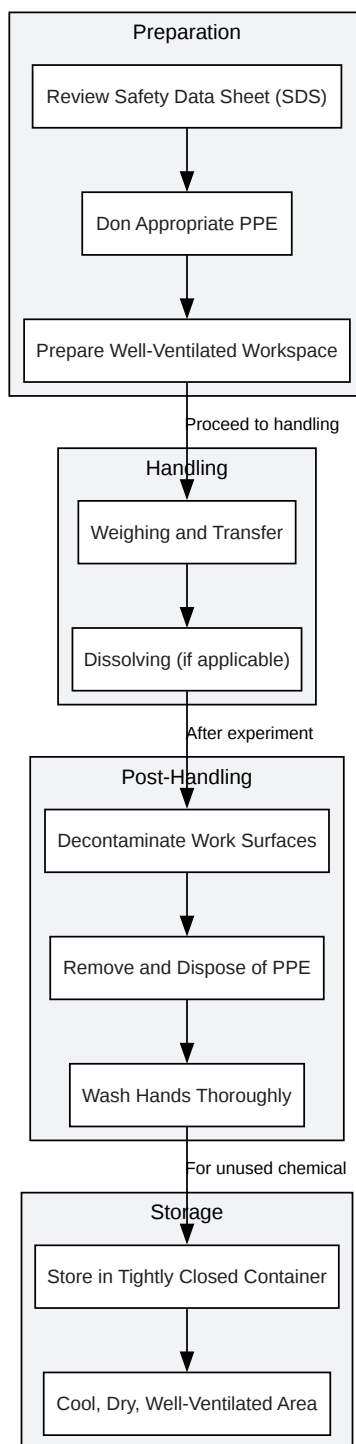 Preparation
Review Safety Data Sheet (SDS)
Don Appropriate PPE
Prepare Well-Ventilated Workspace
Proceed to handling
Handling
Weighing and Transfer
Dissolving (if applicable)
After experiment
Post-Handling
Decontaminate Work Surfaces
Remove and Dispose of PPE
Wash Hands Thoroughly
For unused chemical
Storage
Store in Tightly Closed Container
Cool, Dry, Well-Ventilated Area